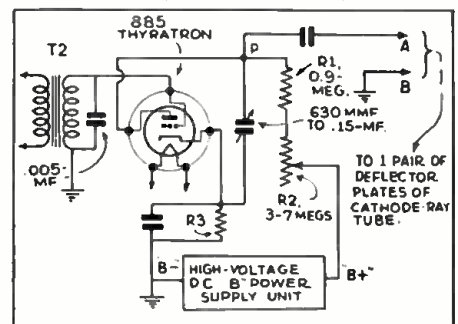 885
THYRATRON
T2
.005-
MF.
P
R1,
0.9-
MEG.
A
B
630 MMF.
TO .15-MF.
R2,
3-7 MEGS
TO 1 PAIR OF
DEFLECTOR
PLATES OF
CATHODE-RAY
TUBE.
R3
B-
HIGH-VOLTAGE
DC "B" POWER
SUPPLY UNIT
B+